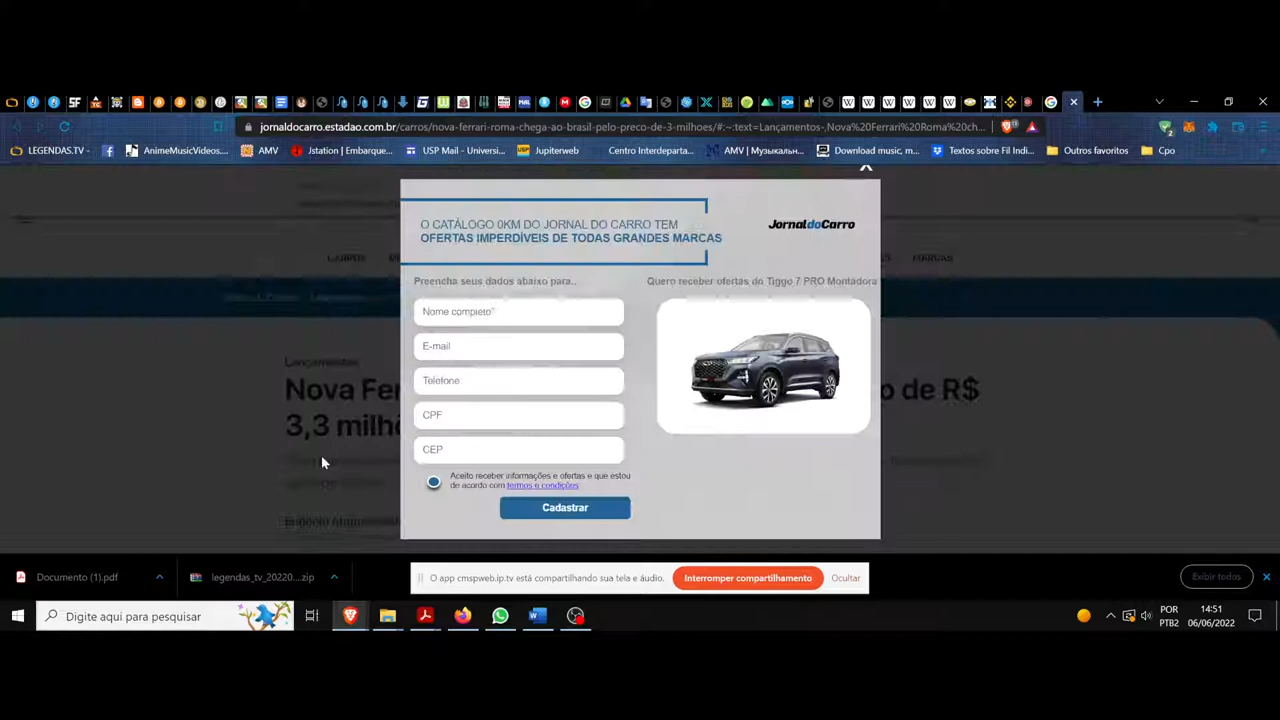 jornaldocarro.estadao.com.br/carros/nova-ferrari-roma-chega-ao-brasil-pelo-preco-de-3-milhoes/#:~:text=Lançamentos-,Nova%20Ferrari%20Roma%20ch...
LEGENDAS.TV -
AnimeMusicVideos...
AMV
Jstation | Embarque...
USP Mail - Universi...
Jupiterweb
Centro Interdeparta...
AMV | Музыкальн...
Download music, m...
Textos sobre Fil Indi...
Outros favoritos
Cpo
X
O CATÁLOGO 0KM DO JORNAL DO CARRO TEM
OFERTAS IMPERDÍVEIS DE TODAS GRANDES MARCAS
JornaldoCarro
MARCAS
Preencha seus dados abaixo para..
Quero receber ofertas do Tiggo 7 PRO Montadora
Nome completo*
E-mail
Telefone
CPF
CEP
Lançamentos
Nova Fe
o de R$
3,3 milh
Aceito receber informações e ofertas e que estou
de acordo com termos e condições
Cadastrar
Documento (1).pdf
legendas_tv_20220....zip
O app cmspweb.ip.tv está compartilhando sua tela e áudio.
Interromper compartilhamento
Ocultar
Exibir todos
Digite aqui para pesquisar
POR
PTB2
14:51
06/06/2022